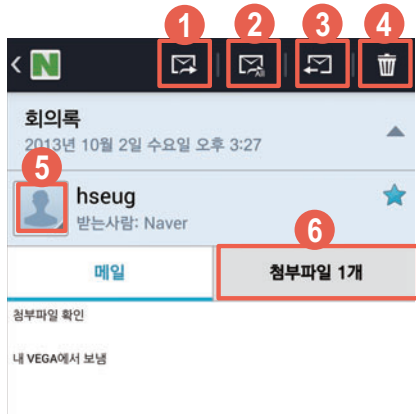 1 2 3 4
N All
회의록
2013년 10월 2일 수요일 오후 3:27
5
hseug
받는사람: Naver
6
메일 첨부파일 1개
첨부파일 확인
내 VEGA에서 보냄